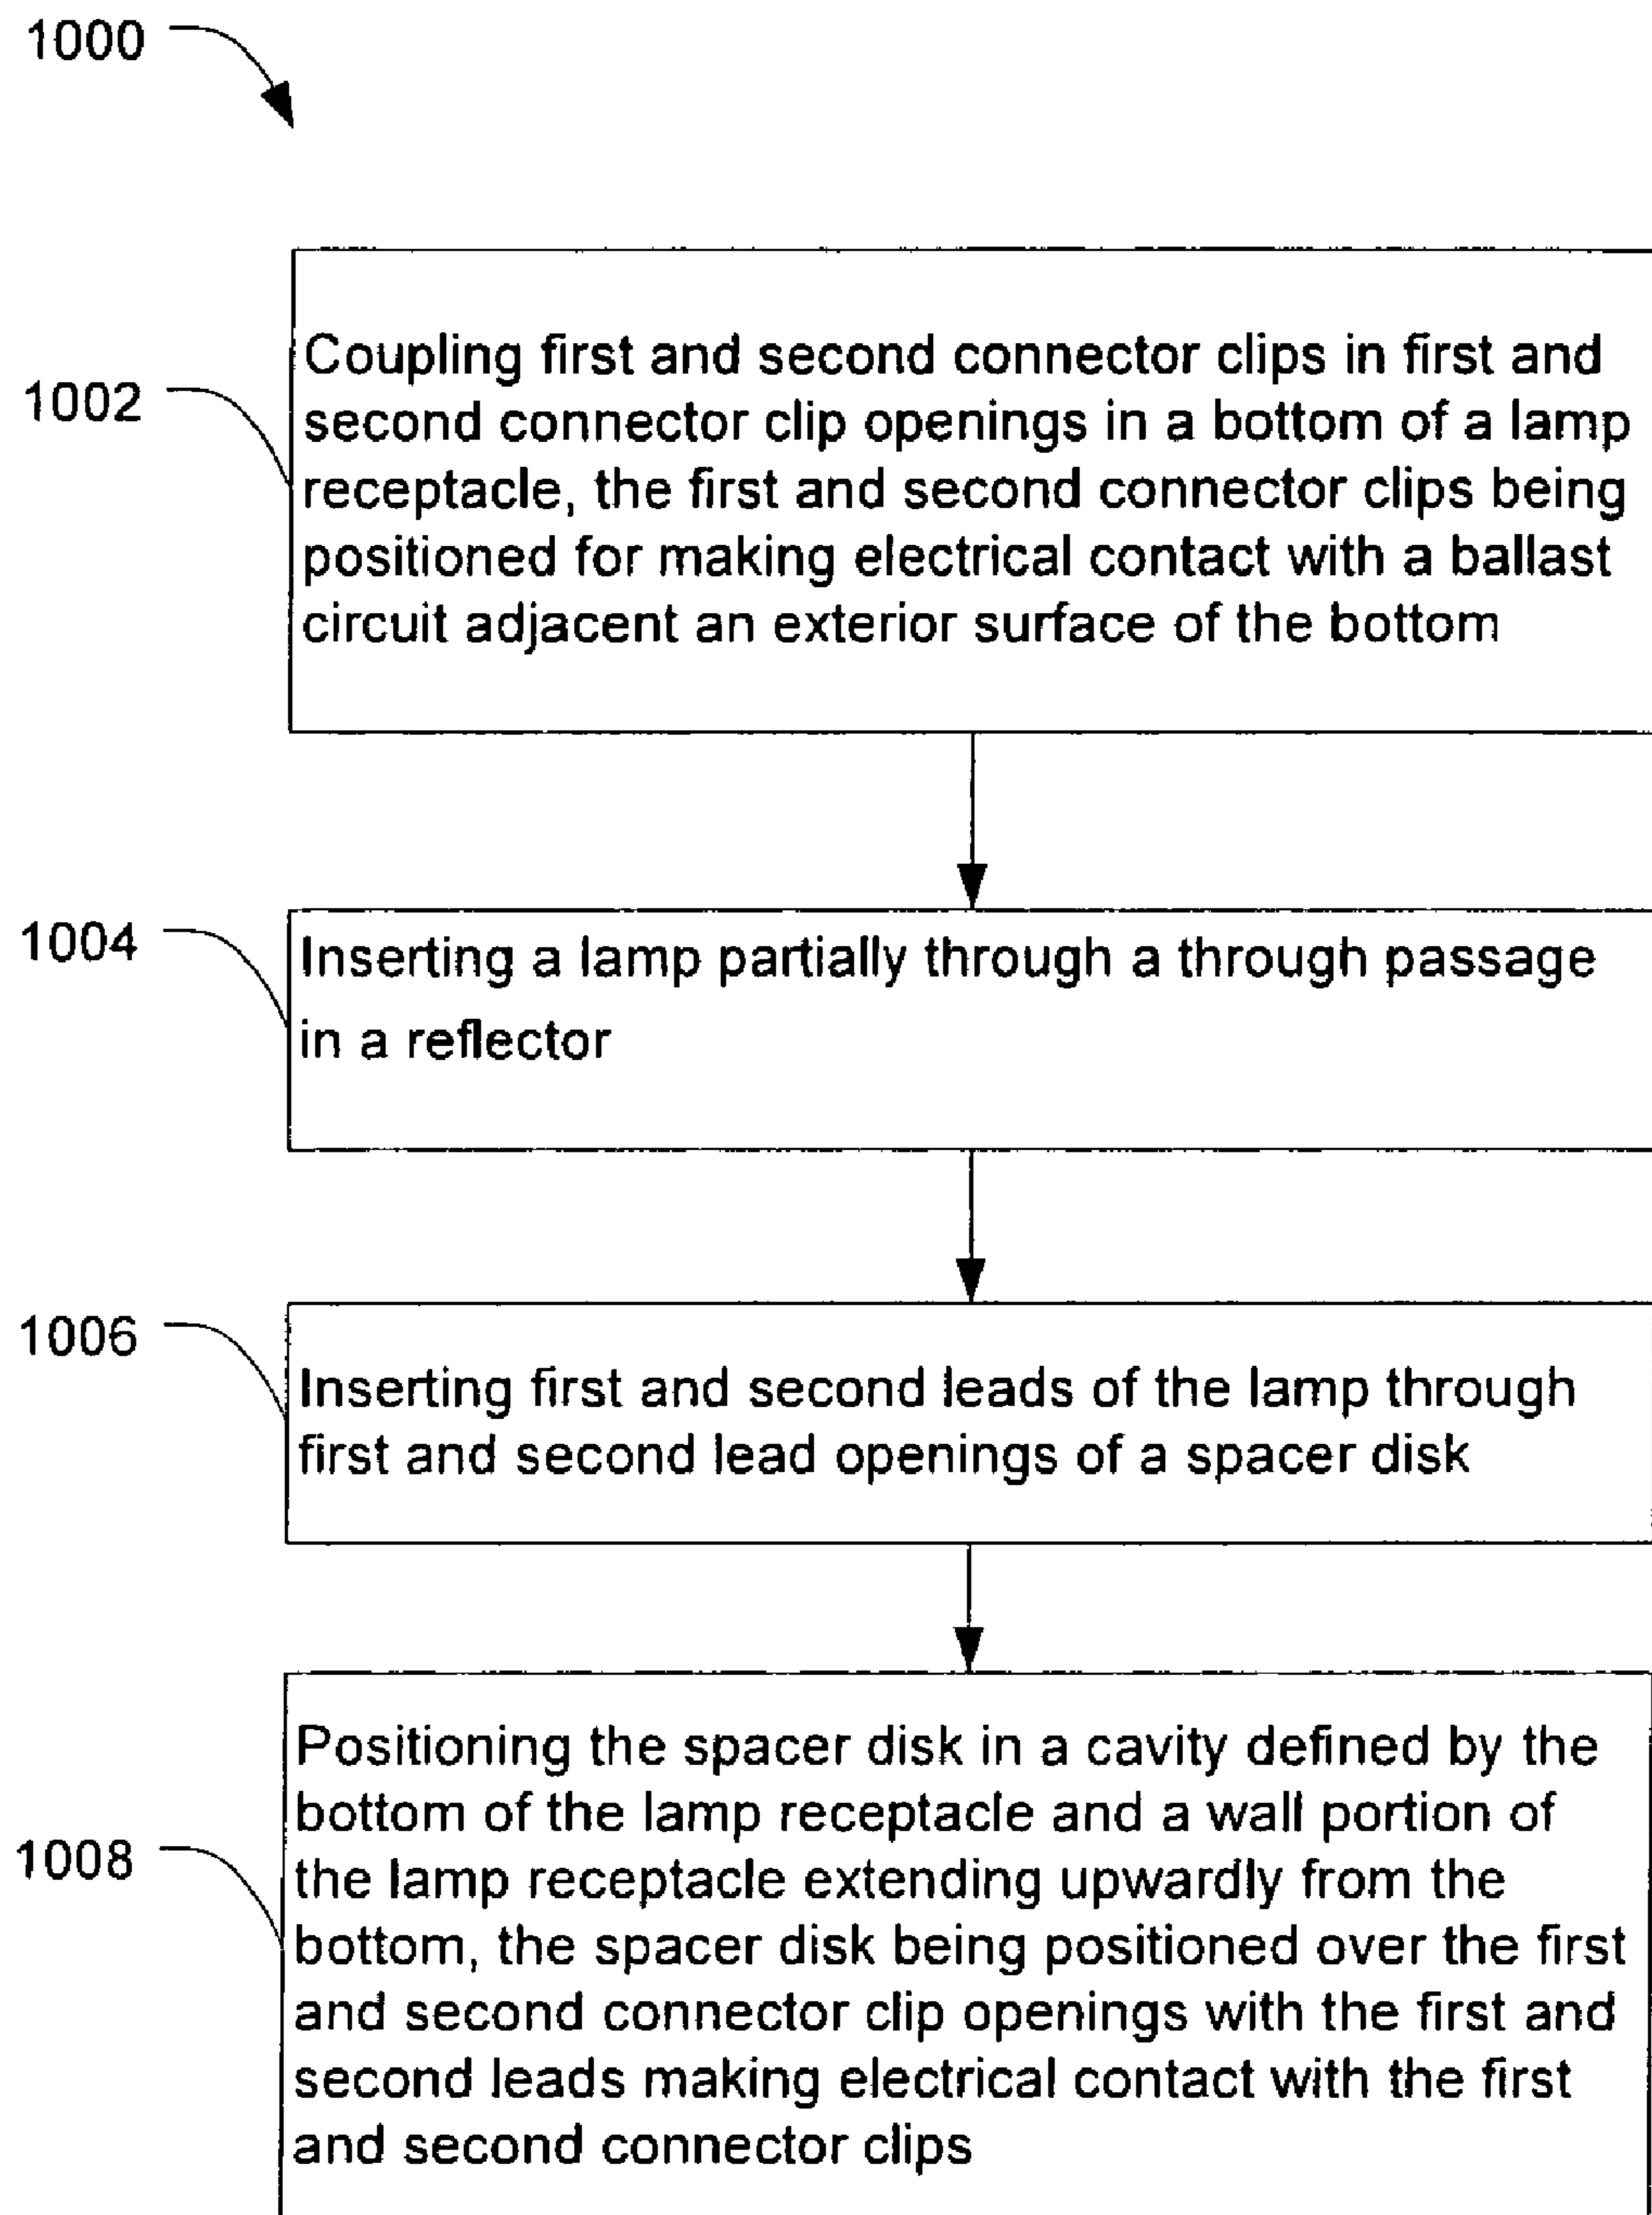 1000
1002
Coupling first and second connector clips in first and
second connector clip openings in a bottom of a lamp
receptacle, the first and second connector clips being
positioned for making electrical contact with a ballast
circuit adjacent an exterior surface of the bottom
1004
Inserting a lamp partially through a through passage
in a reflector
1006
Inserting first and second leads of the lamp through
first and second lead openings of a spacer disk
1008
Positioning the spacer disk in a cavity defined by the
bottom of the lamp receptacle and a wall portion of
the lamp receptacle extending upwardly from the
bottom, the spacer disk being positioned over the first
and second connector clip openings with the first and
second leads making electrical contact with the first
and second connector clips